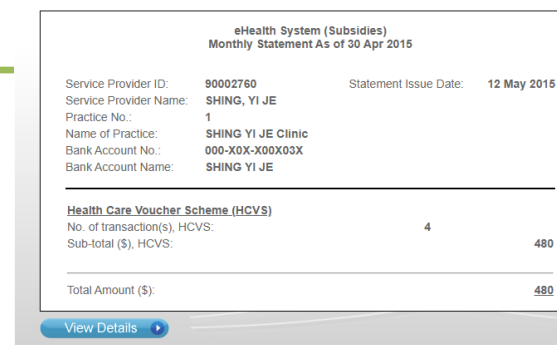 eHealth System (Subsidies)
Monthly Statement As of 30 Apr 2015
Service Provider ID: 90002760 Statement Issue Date: 12 May 2015
Service Provider Name: SHING, YI JE
Practice No.: 1
Name of Practice: SHING YI JE Clinic
Bank Account No.: 000-X0X-X00X03X
Bank Account Name: SHING YI JE
Health Care Voucher Scheme (HCVS)
No. of transaction(s), HCVS: 4
Sub-total ($), HCVS: 480
Total Amount ($): 480
View Details